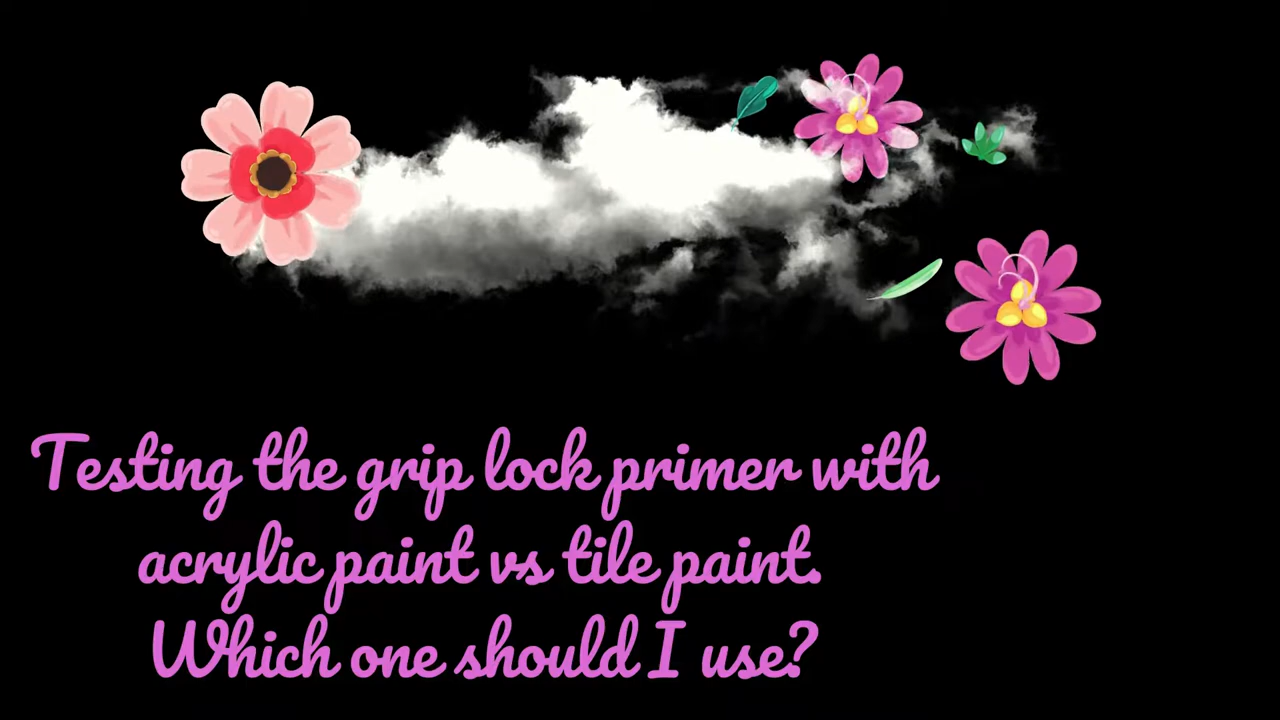 Testing the grip lock primer with
acrylic paint vs tile paint.
Which one should I use?